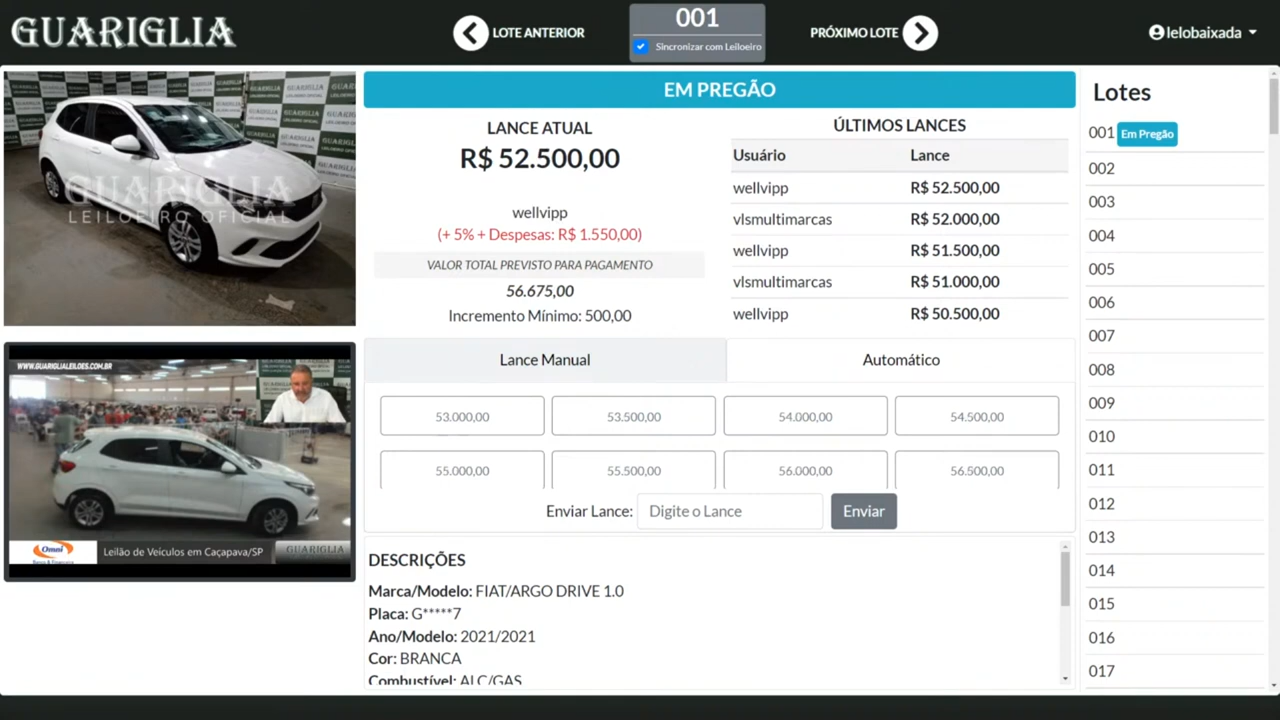 GUARIGLIA
LOTE ANTERIOR
001
Sincronizar com Leiloeiro
PRÓXIMO LOTE
lelobaixada
GUARIGLIA
LEILOEIRO OFICIAL
WWW.GUARIGLIALEILOES.COM.BR
Omni
Leilão de Veículos em Caçapava/SP
GUARIGLIA
EM PREGÃO
LANCE ATUAL
R$ 52.500,00
wellvipp
(+ 5% + Despesas: R$ 1.550,00)
VALOR TOTAL PREVISTO PARA PAGAMENTO
56.675,00
Incremento Mínimo: 500,00
ÚLTIMOS LANCES
Usuário Lance
wellvipp R$ 52.500,00
vlsmultimarcas R$ 52.000,00
wellvipp R$ 51.500,00
vlsmultimarcas R$ 51.000,00
wellvipp R$ 50.500,00
Lance Manual Automático
53.000,00 53.500,00 54.000,00 54.500,00
55.000,00 55.500,00 56.000,00 56.500,00
Enviar Lance: Digite o Lance Enviar
DESCRIÇÕES
Marca/Modelo: FIAT/ARGO DRIVE 1.0
Placa: G*****7
Ano/Modelo: 2021/2021
Cor: BRANCA
Combustível: ALC/GAS
Lotes
001 Em Pregão
002
003
004
005
006
007
008
009
010
011
012
013
014
015
016
017